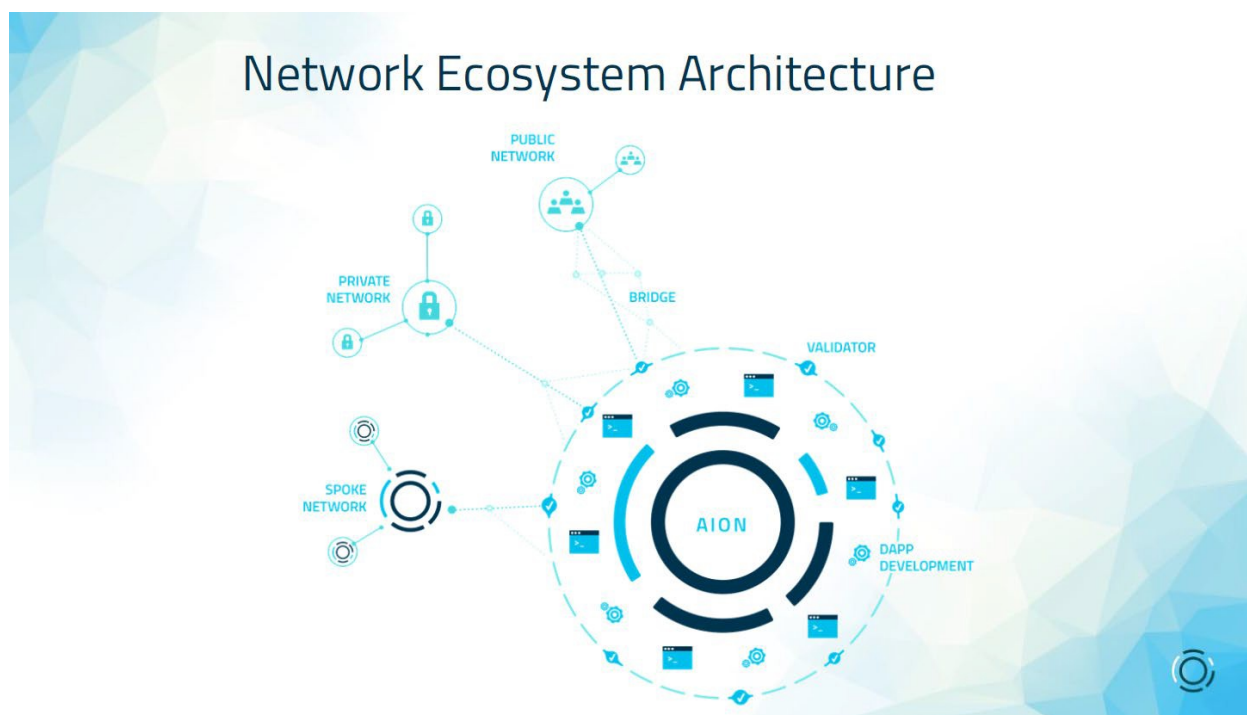 Network Ecosystem Architecture
PUBLIC
NETWORK
PRIVATE
NETWORK
BRIDGE
VALIDATOR
SPOKE
NETWORK
AION
DAPP
DEVELOPMENT